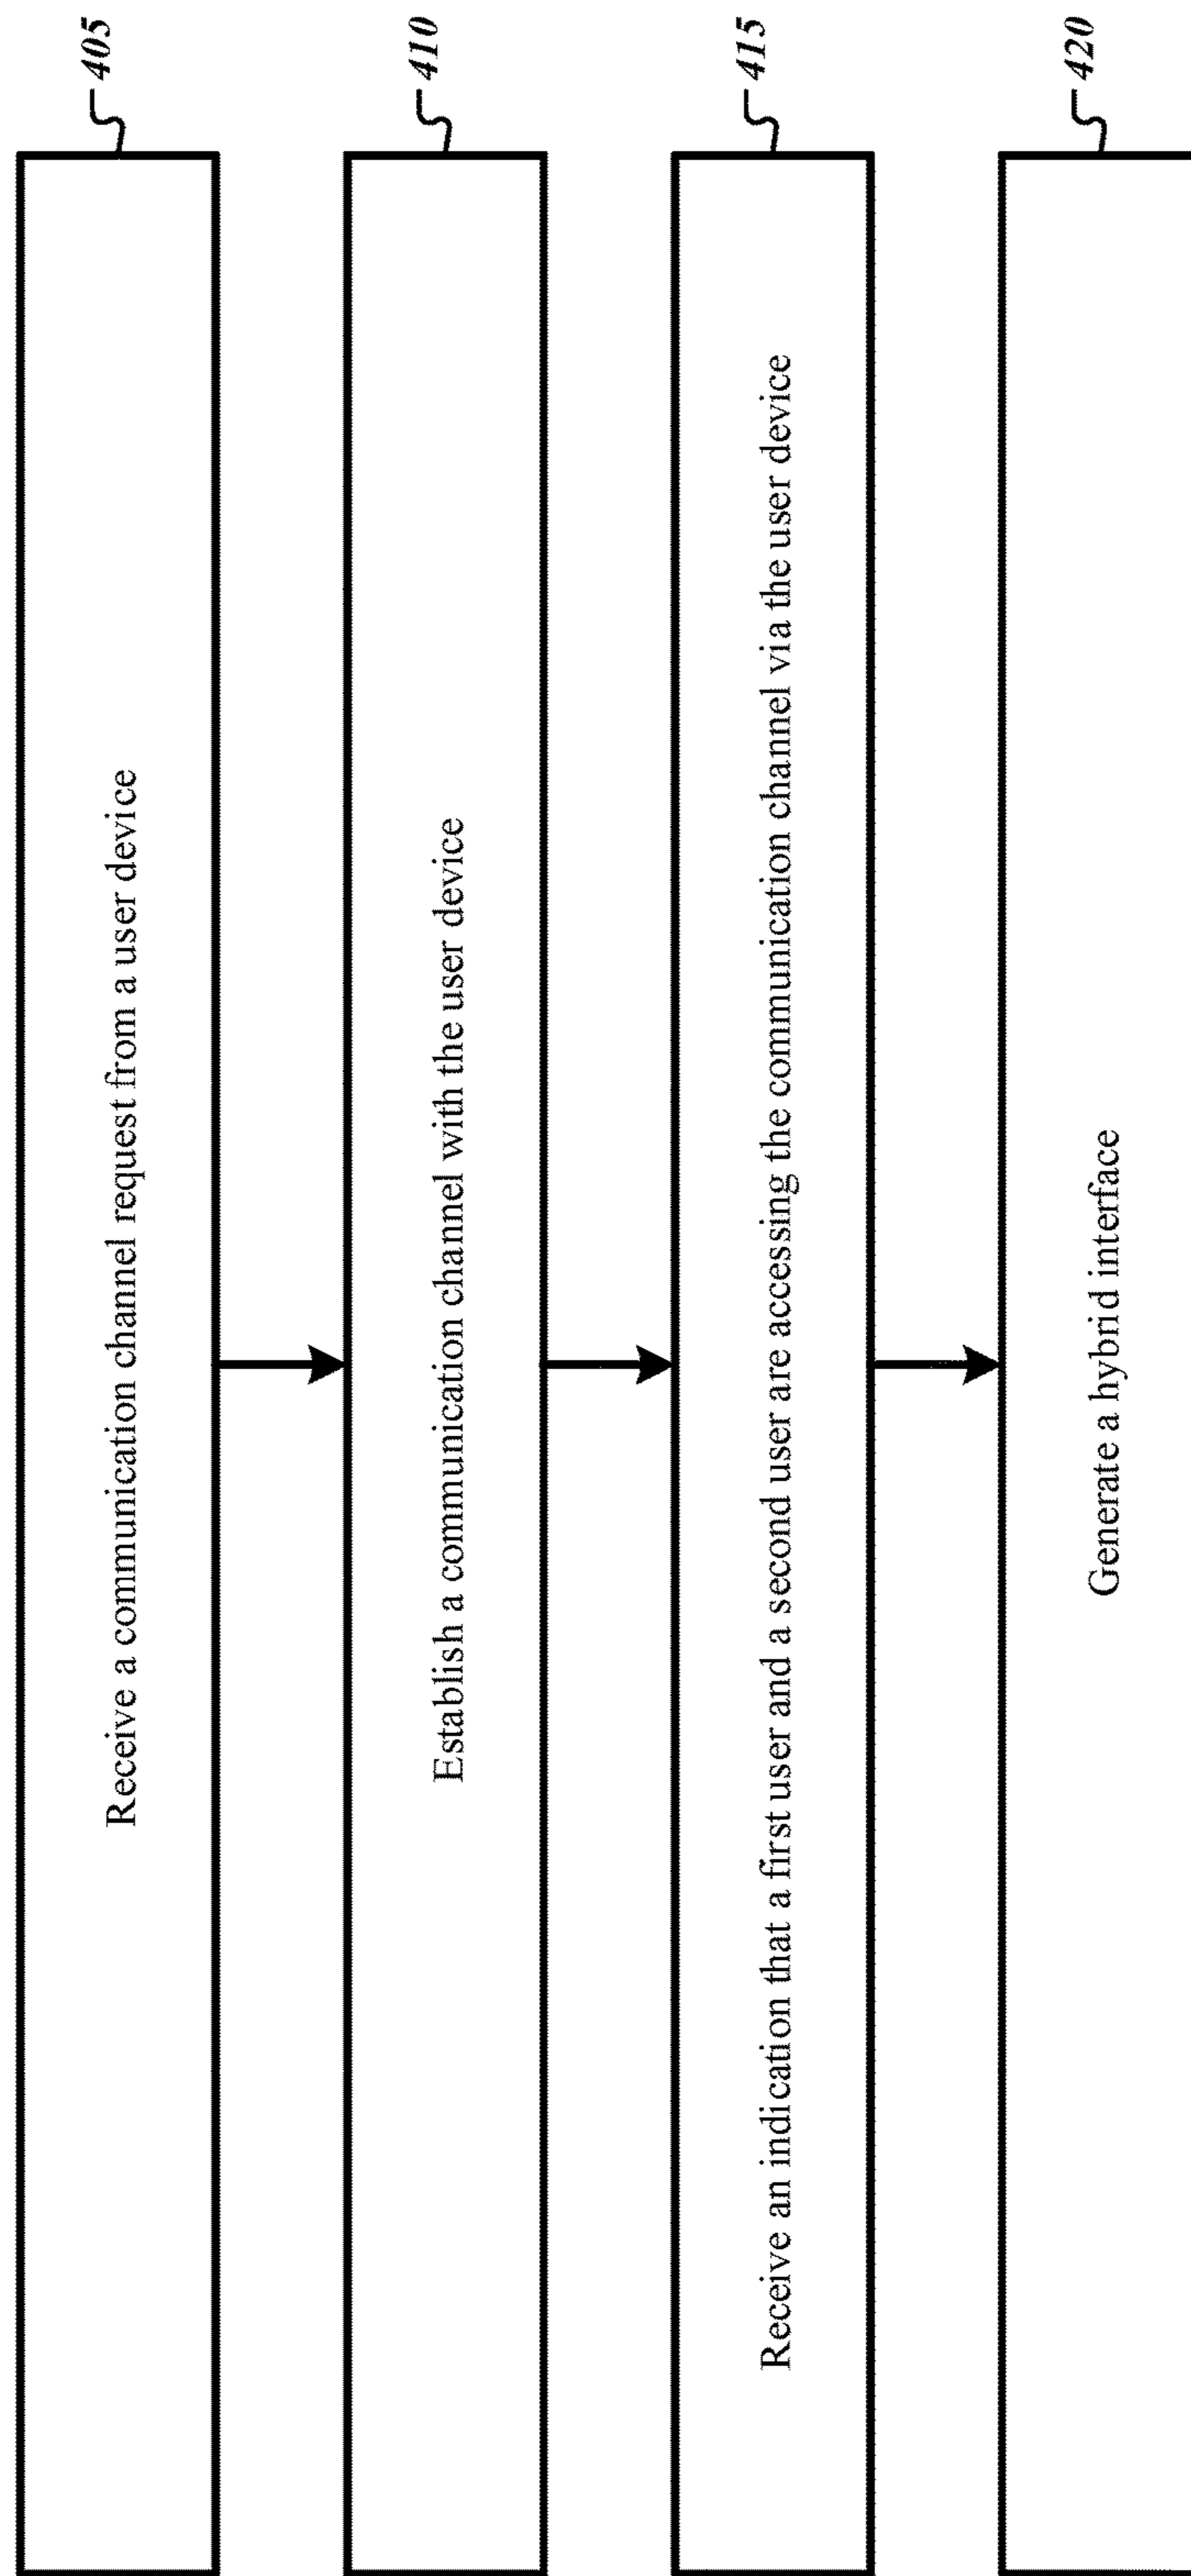 405
Receive a communication channel request from a user device
410
Establish a communication channel with the user device
415
Receive an indication that a first user and a second user are accessing the communication channel via the user device
420
Generate a hybrid interface